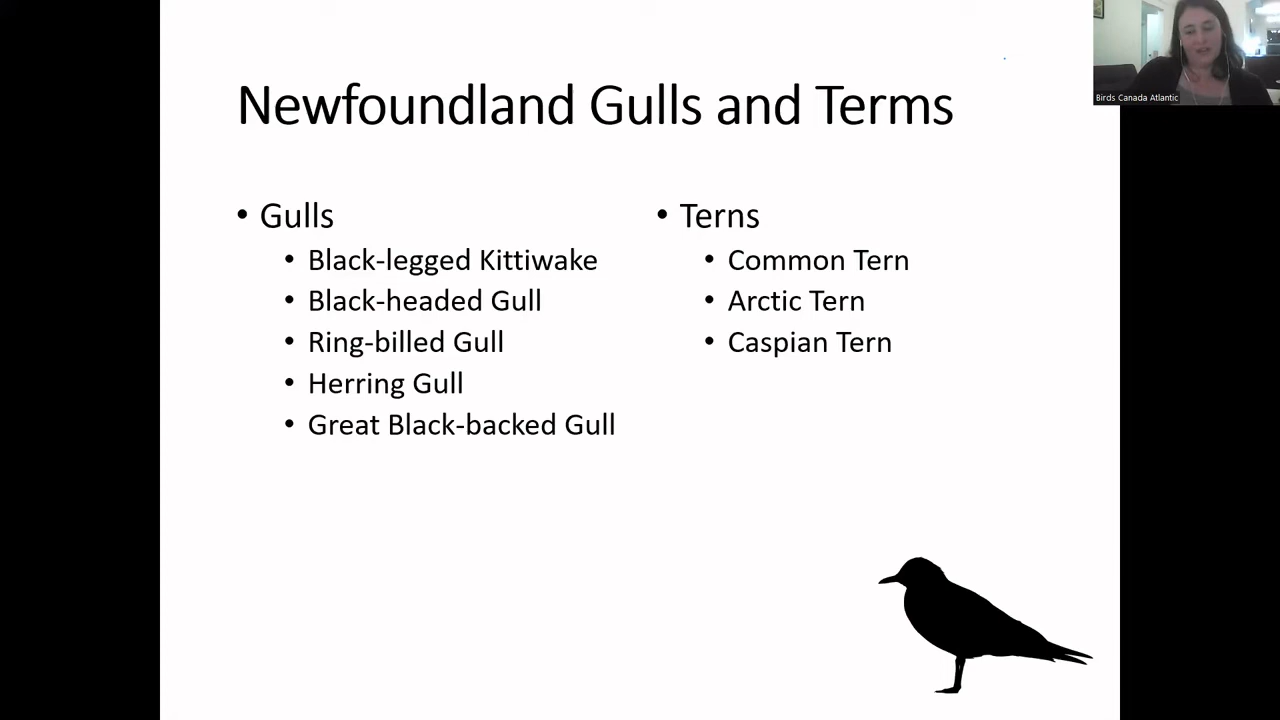 Newfoundland Gulls and Terms
• Gulls
• Black-legged Kittiwake
• Black-headed Gull
• Ring-billed Gull
• Herring Gull
• Great Black-backed Gull
• Terns
• Common Tern
• Arctic Tern
• Caspian Tern
Birds Canada Atlantic